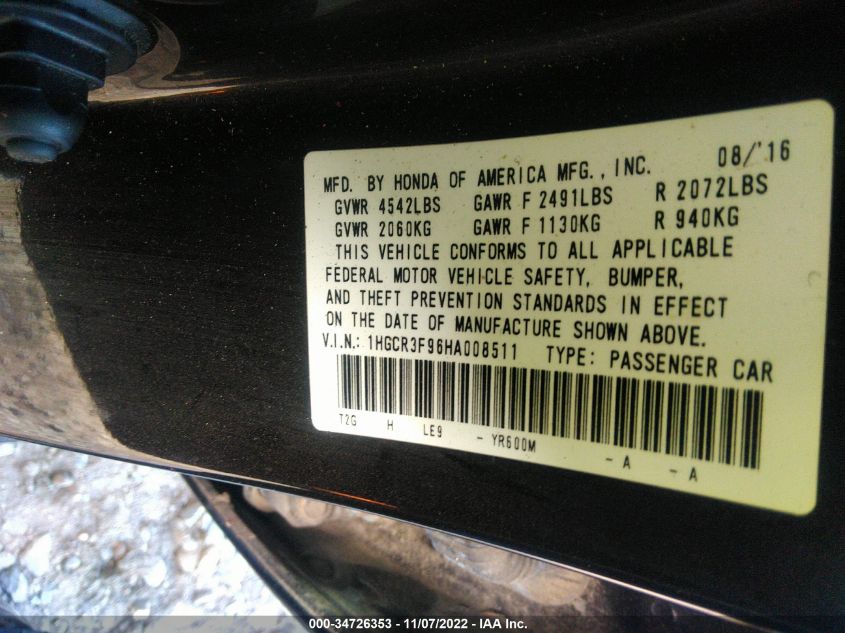 08/'16
MFD. BY HONDA OF AMERICA MFG., INC.
GVWR 4542LBS GAWR F 2491LBS R 2072LBS
GVWR 2060KG GAWR F 1130KG R 940KG
THIS VEHICLE CONFORMS TO ALL APPLICABLE
FEDERAL MOTOR VEHICLE SAFETY, BUMPER,
AND THEFT PREVENTION STANDARDS IN EFFECT
ON THE DATE OF MANUFACTURE SHOWN ABOVE.
V.I.N.: 1HGCR3F96HA008511 TYPE: PASSENGER CAR
T2G H LE9 - YR600M - A - A
000-34726353 - 11/07/2022 - IAA Inc.